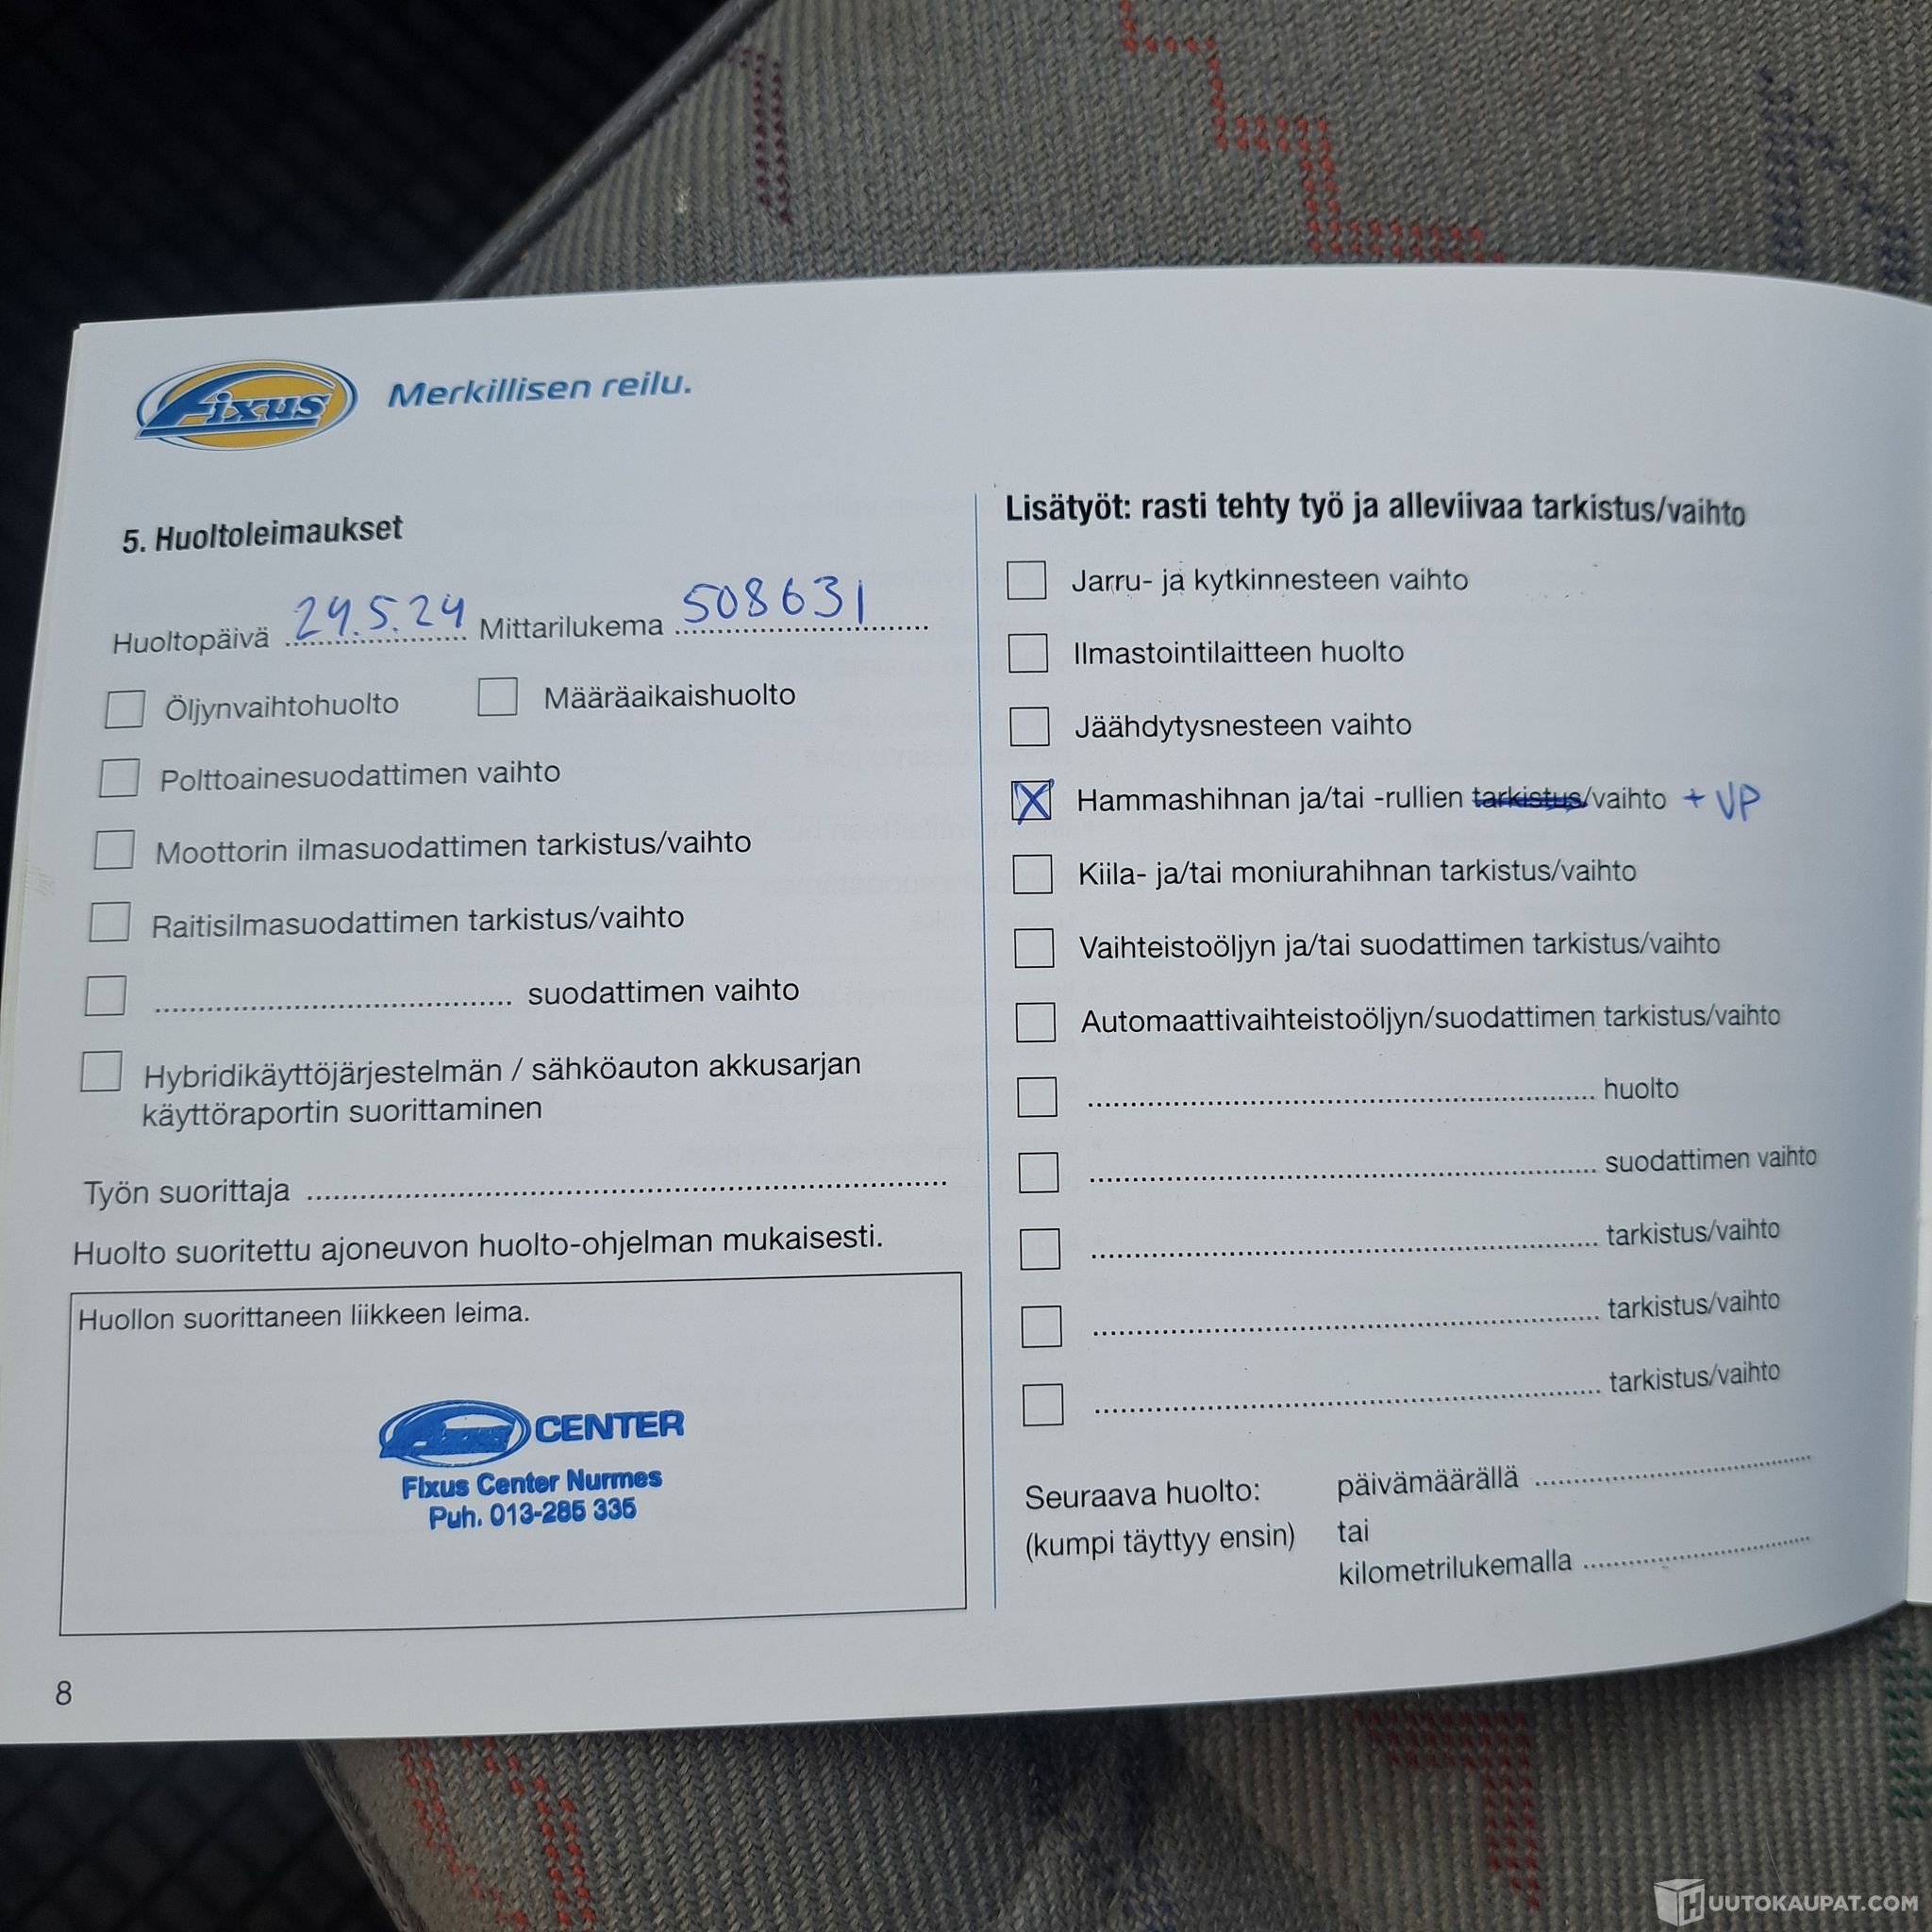 Fixus Merkillisen reilu.
5. Huoltoleimaukset
Huoltopäivä 29.5.24 Mittarilukema 508631
Öljynvaihtohuolto Määräaikaishuolto
Polttoainesuodattimen vaihto
Moottorin ilmasuodattimen tarkistus/vaihto
Raitisilmasuodattimen tarkistus/vaihto
........ suodattimen vaihto
Hybridikäyttöjärjestelmän / sähköauton akkusarjan
käyttöraportin suorittaminen
Työn suorittaja ........
Huolto suoritettu ajoneuvon huolto-ohjelman mukaisesti.
Huollon suorittaneen liikkeen leima.
Fixus CENTER
Fixus Center Nurmes
Puh. 013-285 335
8
Lisätyöt: rasti tehty työ ja alleviivaa tarkistus/vaihto
Jarru- ja kytkinnesteen vaihto
Ilmastointilaitteen huolto
Jäähdytysnesteen vaihto
X Hammashihnan ja/tai -rullien tarkistus/vaihto + VP
Kiila- ja/tai moniurahihnan tarkistus/vaihto
Vaihteistoöljyn ja/tai suodattimen tarkistus/vaihto
Automaattivaihteistoöljyn/suodattimen tarkistus/vaihto
........ huolto
........ suodattimen vaihto
........ tarkistus/vaihto
........ tarkistus/vaihto
........ tarkistus/vaihto
Seuraava huolto: päivämäärällä ........
(kumpi täyttyy ensin) tai
kilometrilukemalla ........
HUUTOKAUPAT.COM